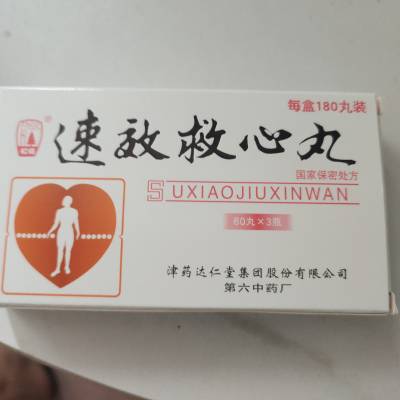 每盒180丸装
速效救心丸
国家保密处方
SUXIAOJIUXINWAN
60丸×3瓶
津药达仁堂集团股份有限公司
第六中药厂